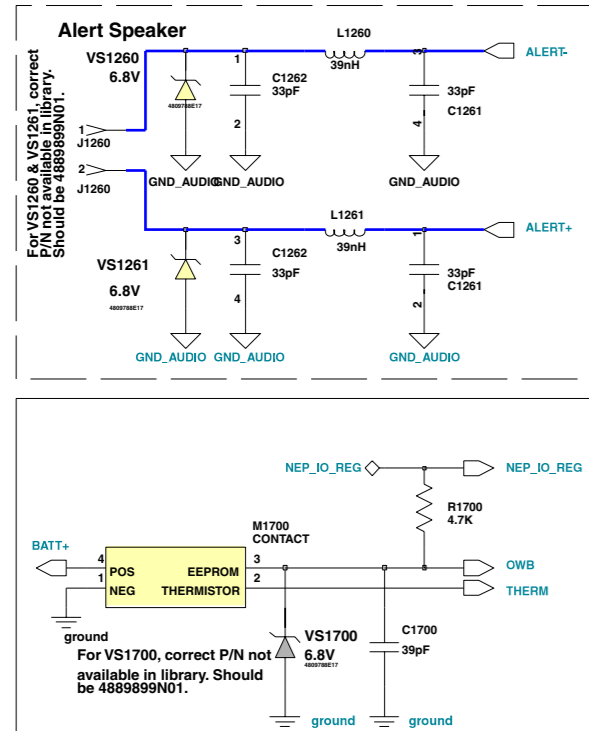 Alert Speaker
For VS1260 & VS1261, correct
P/N not available in library.
Should be 4889899N01.
VS1260
6.8V
4809788E17
1
C1262
33pF
2
L1260
39nH
3
33pF
C1261
4
ALERT-
1
J1260
2
J1260
GND_AUDIO
GND_AUDIO
GND_AUDIO
VS1261
6.8V
4809788E17
3
C1262
33pF
4
L1261
39nH
1
33pF
C1261
2
ALERT+
GND_AUDIO
GND_AUDIO
GND_AUDIO
NEP_IO_REG
NEP_IO_REG
R1700
4.7K
M1700
CONTACT
BATT+
4
POS
EEPROM
3
OWB
1
NEG
THERMISTOR
2
THERM
ground
For VS1700, correct P/N not
available in library. Should
be 4889899N01.
VS1700
6.8V
4809788E17
C1700
39pF
ground
ground